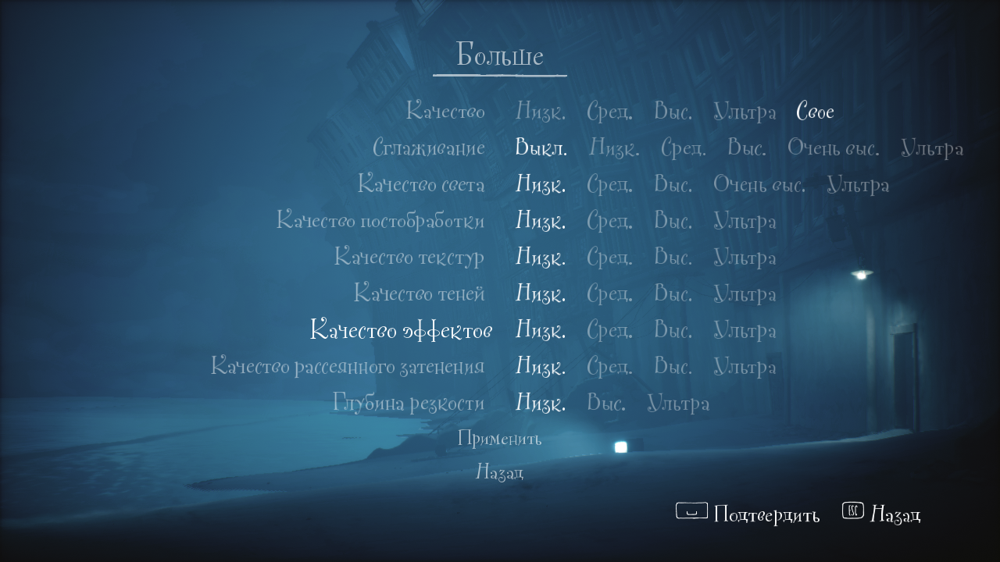 Больше
Качество Низк. Сред. Выс. Ультра Свое
Сглаживание Выкл. Низк. Сред. Выс. Очень выс. Ультра
Качество света Низк. Сред. Выс. Очень выс. Ультра
Качество постобработки Низк. Сред. Выс. Ультра
Качество текстур Низк. Сред. Выс. Ультра
Качество теней Низк. Сред. Выс. Ультра
Качество эффектов Низк. Сред. Выс. Ультра
Качество рассеянного затенения Низк. Сред. Выс. Ультра
Глубина резкости Низк. Выс. Ультра
Применить
Назад
Подтвердить ESC Назад